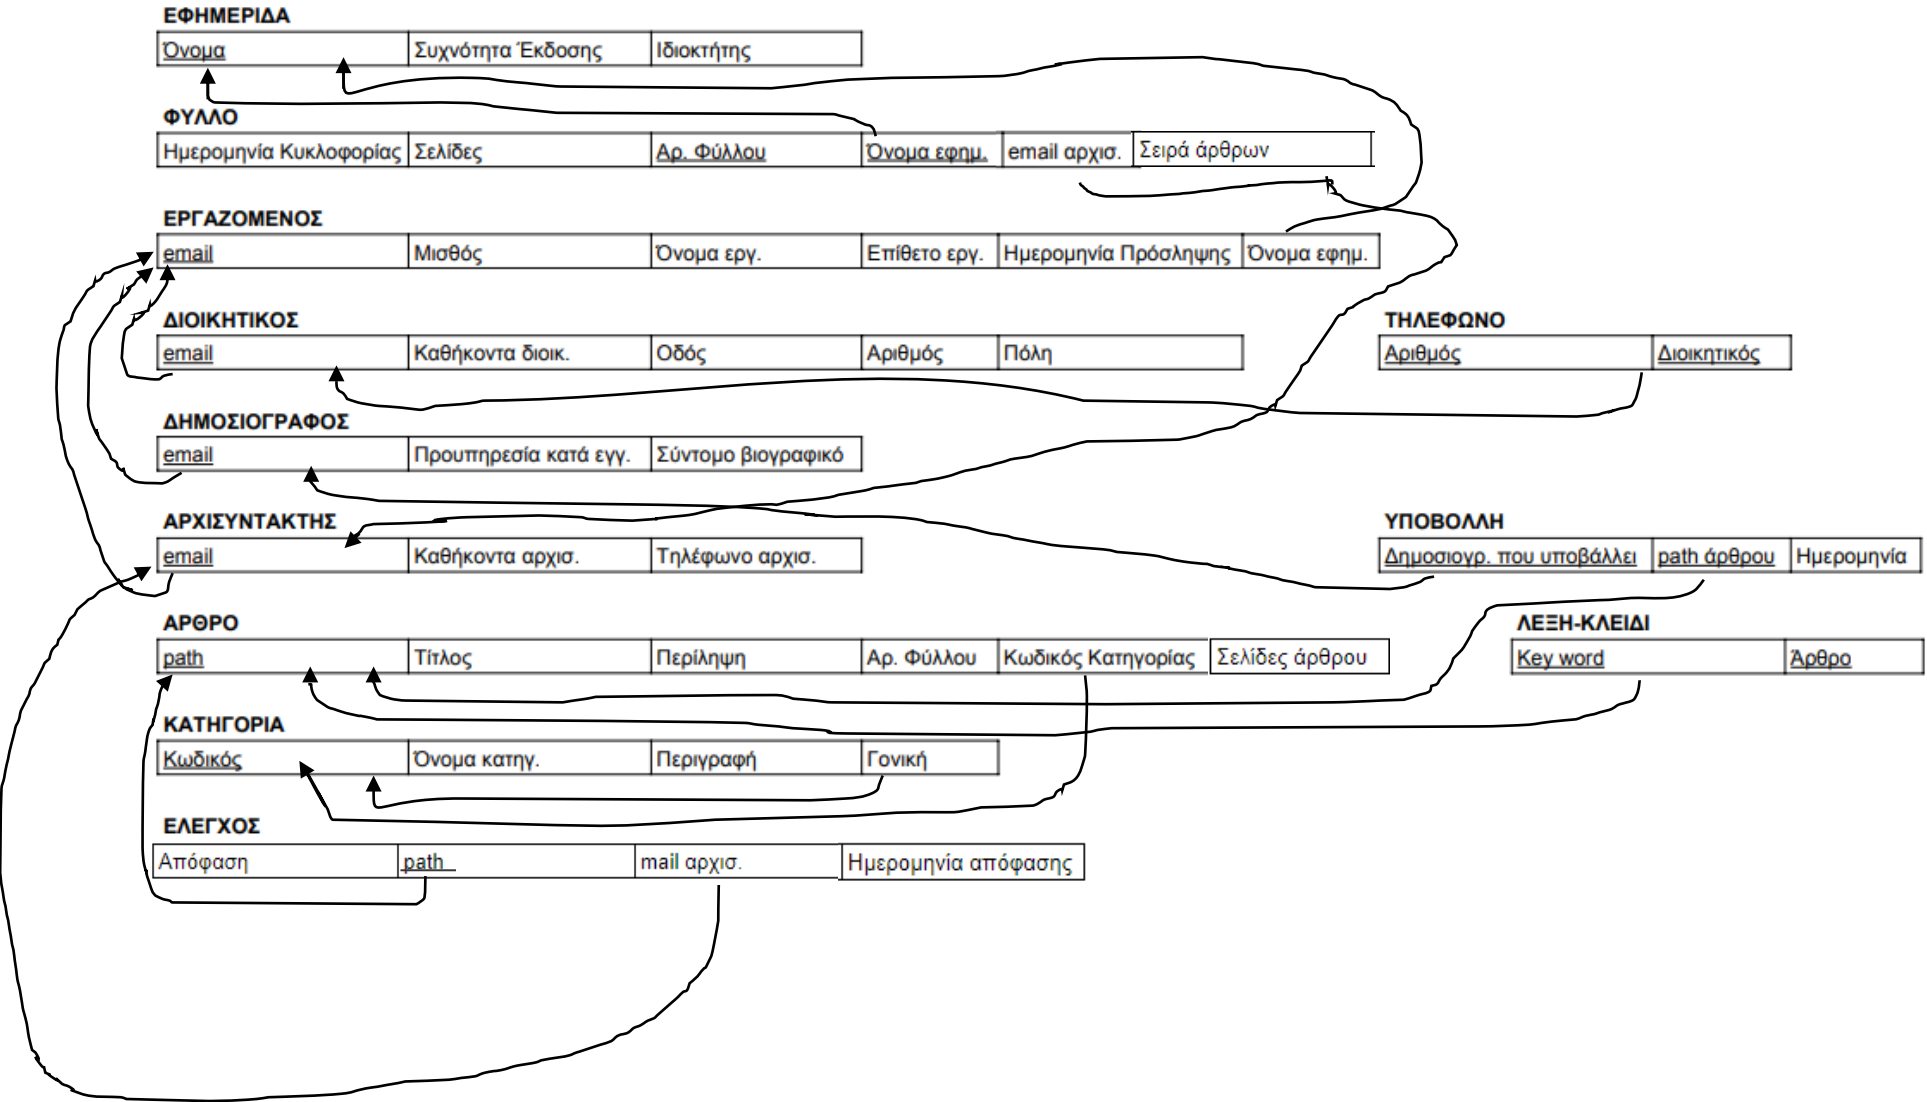 ΕΦΗΜΕΡΙΔΑ
Όνομα Συχνότητα Έκδοσης Ιδιοκτήτης
ΦΥΛΛΟ
Ημερομηνία Κυκλοφορίας Σελίδες Αρ. Φύλλου Όνομα εφημ. email αρχισ. Σειρά άρθρων
ΕΡΓΑΖΟΜΕΝΟΣ
email Μισθός Όνομα εργ. Επίθετο εργ. Ημερομηνία Πρόσληψης Όνομα εφημ.
ΔΙΟΙΚΗΤΙΚΟΣ ΤΗΛΕΦΩΝΟ
email Καθήκοντα διοικ. Οδός Αριθμός Πόλη Αριθμός Διοικητικός
ΔΗΜΟΣΙΟΓΡΑΦΟΣ
email Προυπηρεσία κατά εγγ. Σύντομο βιογραφικό
ΑΡΧΙΣΥΝΤΑΚΤΗΣ ΥΠΟΒΟΛΛΗ
email Καθήκοντα αρχισ. Τηλέφωνο αρχισ. Δημοσιογρ. που υποβάλλει path άρθρου Ημερομηνία
ΑΡΘΡΟ ΛΕΞΗ-ΚΛΕΙΔΙ
path Τίτλος Περίληψη Αρ. Φύλλου Κωδικός Κατηγορίας Σελίδες άρθρου Key word Άρθρο
ΚΑΤΗΓΟΡΙΑ
Κωδικός Όνομα κατηγ. Περιγραφή Γονική
ΕΛΕΓΧΟΣ
Απόφαση path mail αρχισ. Ημερομηνία απόφασης